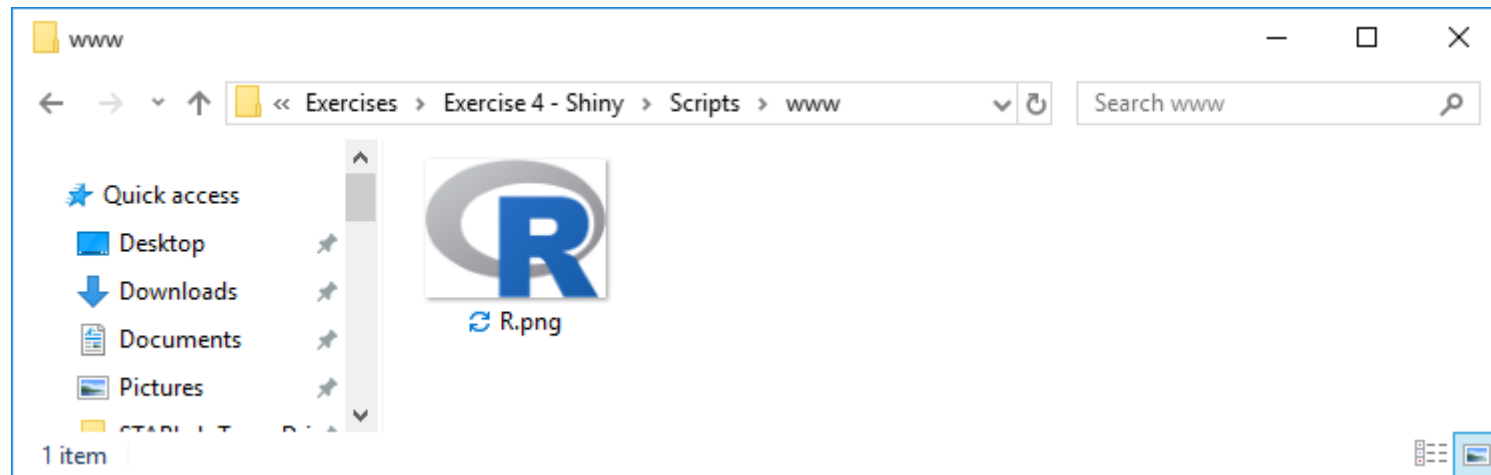 www
« Exercises > Exercise 4 - Shiny > Scripts > www
Search www
Quick access
Desktop
Downloads
Documents
Pictures
R
R.png
1 item